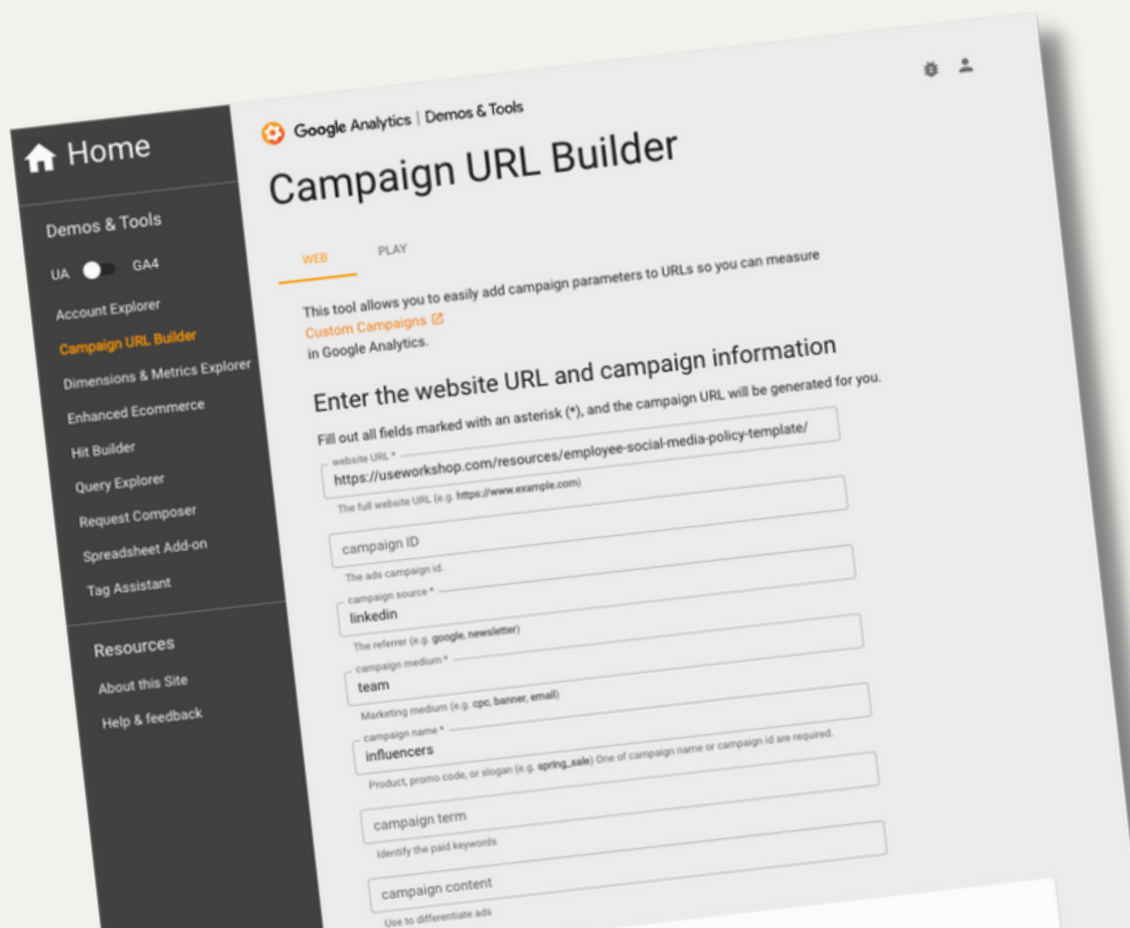 Home
Demos & Tools
UA GA4
Account Explorer
Campaign URL Builder
Dimensions & Metrics Explorer
Enhanced Ecommerce
Hit Builder
Query Explorer
Request Composer
Spreadsheet Add-on
Tag Assistant
Resources
About this Site
Help & feedback
Google Analytics | Demos & Tools
Campaign URL Builder
WEB PLAY
This tool allows you to easily add campaign parameters to URLs so you can measure
Custom Campaigns
in Google Analytics.
Enter the website URL and campaign information
Fill out all fields marked with an asterisk (*), and the campaign URL will be generated for you.
website URL *
https://useworkshop.com/resources/employee-social-media-policy-template/
The full website URL (e.g. https://www.example.com)
campaign ID
The ads campaign id.
campaign source *
linkedin
The referrer (e.g. google, newsletter)
campaign medium *
team
Marketing medium (e.g. cpc, banner, email)
campaign name *
influencers
Product, promo code, or slogan (e.g. spring_sale) One of campaign name or campaign id are required.
campaign term
Identify the paid keywords
campaign content
Use to differentiate ads